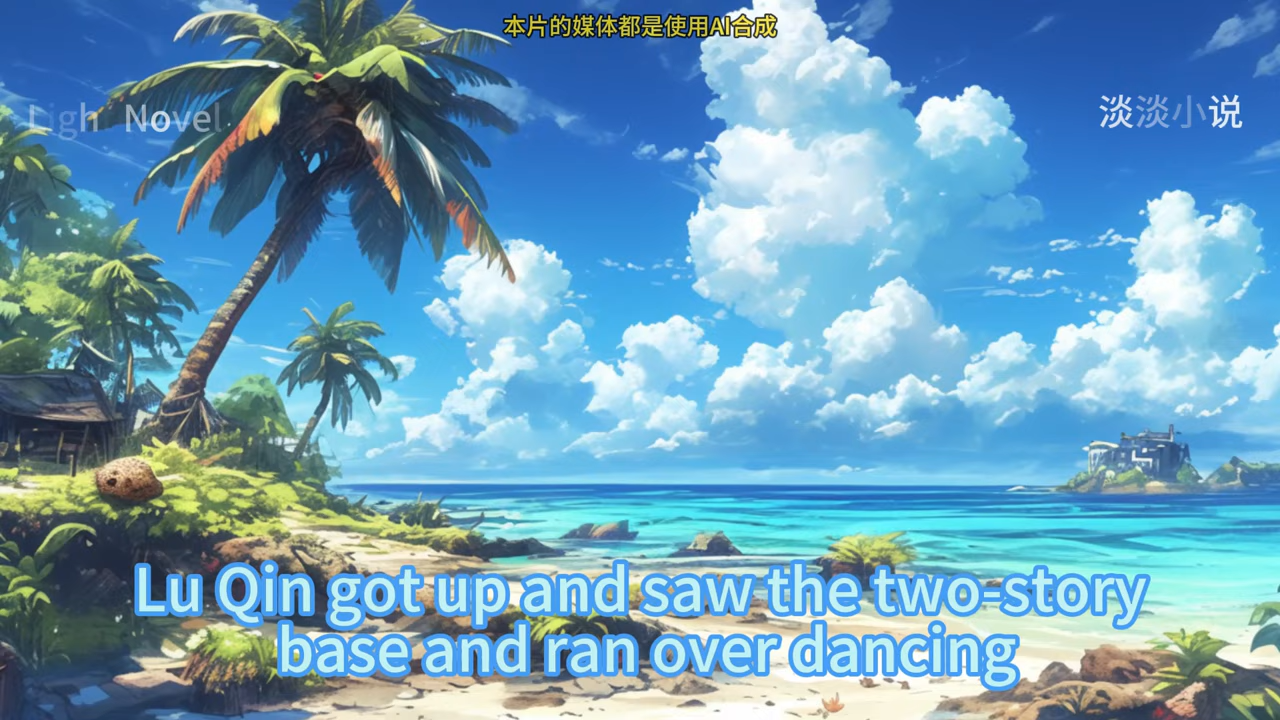 本片的媒体都是使用AI合成
Light Novel
淡淡小说
Lu Qin got up and saw the two-story
base and ran over dancing